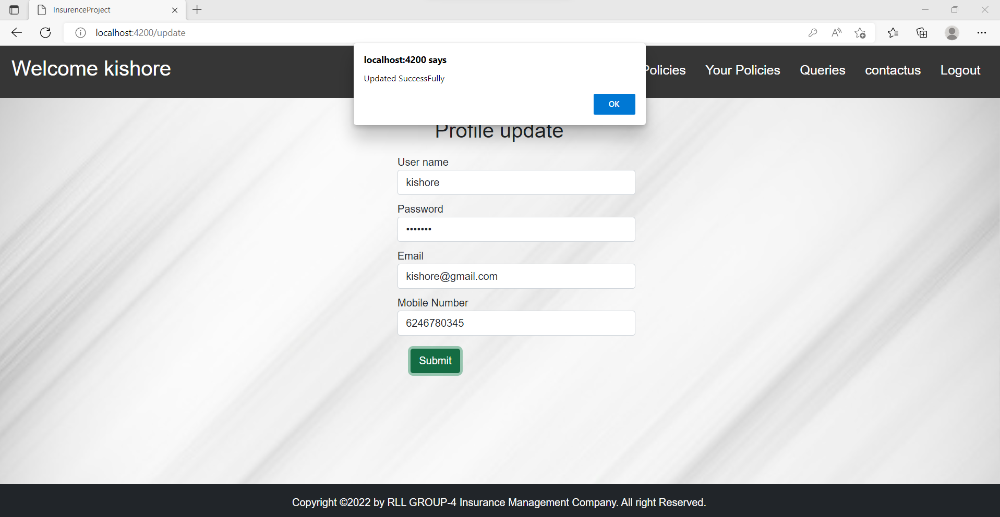 InsurenceProject
localhost:4200/update
localhost:4200 says
Updated SuccessFully
OK
Welcome kishore
Policies Your Policies Queries contactus Logout
Profile update
User name
kishore
Password
•••••••
Email
kishore@gmail.com
Mobile Number
6246780345
Submit
Copyright ©2022 by RLL GROUP-4 Insurance Management Company. All right Reserved.